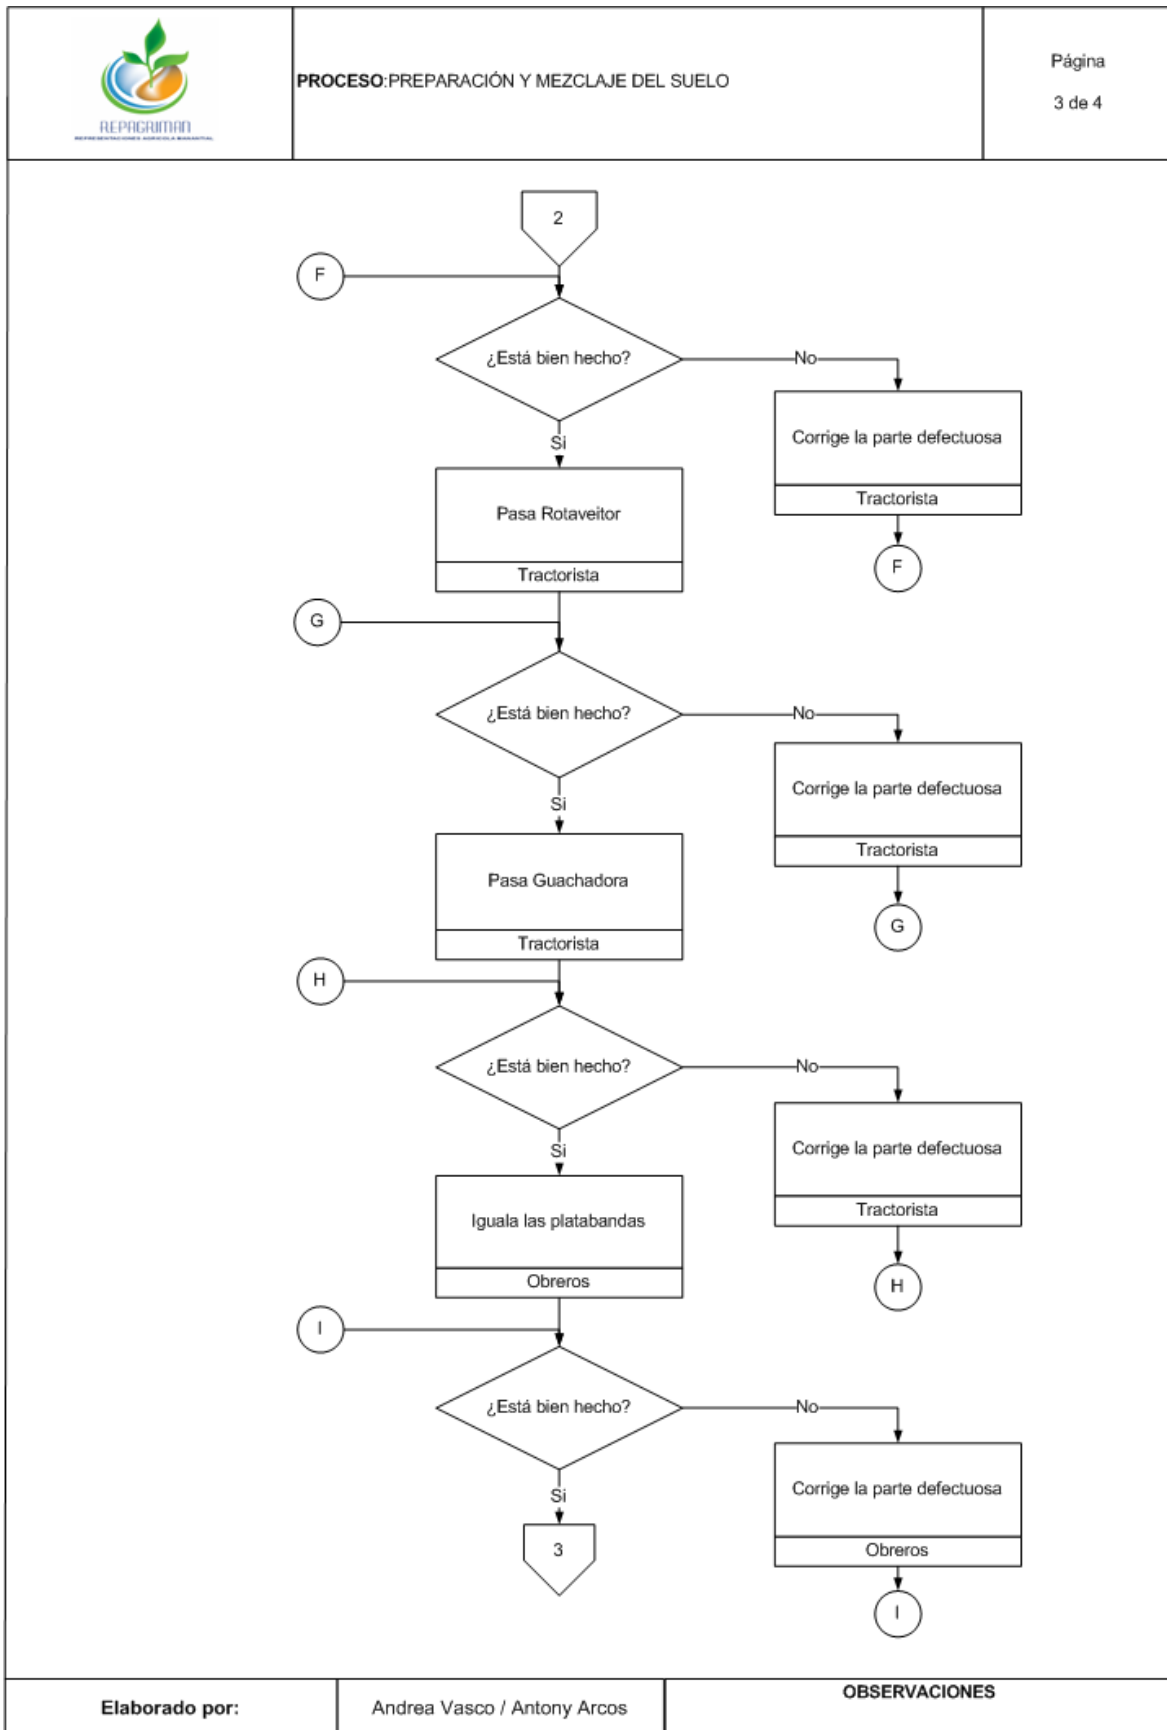 REPAGRIMAN
REPRESENTACIONES AGRICOLA MANANTIAL
PROCESO:PREPARACIÓN Y MEZCLAJE DEL SUELO
Página
3 de 4
2
F
¿Está bien hecho?
No
Corrige la parte defectuosa
Tractorista
F
Si
Pasa Rotaveitor
Tractorista
G
¿Está bien hecho?
No
Corrige la parte defectuosa
Tractorista
G
Si
Pasa Guachadora
Tractorista
H
¿Está bien hecho?
No
Corrige la parte defectuosa
Tractorista
H
Si
Iguala las platabandas
Obreros
I
¿Está bien hecho?
No
Corrige la parte defectuosa
Obreros
I
Si
3
Elaborado por:
Andrea Vasco / Antony Arcos
OBSERVACIONES